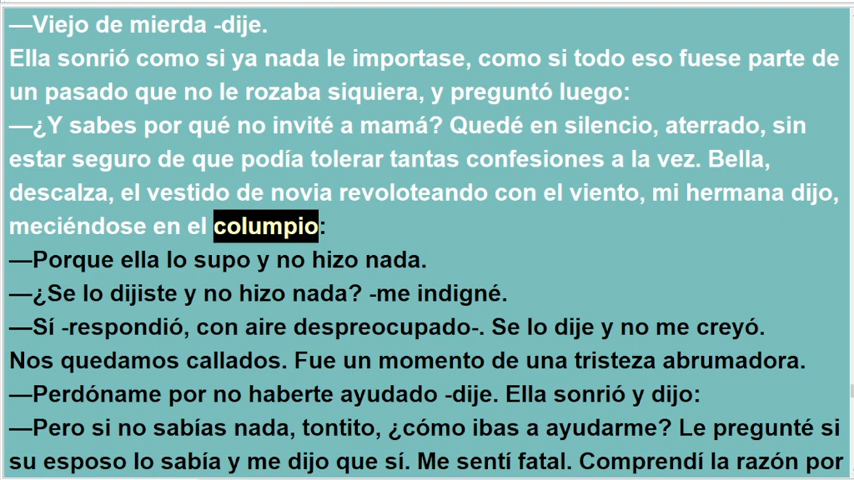 —Viejo de mierda -dije.
Ella sonrió como si ya nada le importase, como si todo eso fuese parte de
un pasado que no le rozaba siquiera, y preguntó luego:
—¿Y sabes por qué no invité a mamá? Quedé en silencio, aterrado, sin
estar seguro de que podía tolerar tantas confesiones a la vez. Bella,
descalza, el vestido de novia revoloteando con el viento, mi hermana dijo,
meciéndose en el columpio:
—Porque ella lo supo y no hizo nada.
—¿Se lo dijiste y no hizo nada? -me indigné.
—Sí -respondió, con aire despreocupado-. Se lo dije y no me creyó.
Nos quedamos callados. Fue un momento de una tristeza abrumadora.
—Perdóname por no haberte ayudado -dije. Ella sonrió y dijo:
—Pero si no sabías nada, tontito, ¿cómo ibas a ayudarme? Le pregunté si
su esposo lo sabía y me dijo que sí. Me sentí fatal. Comprendí la razón por